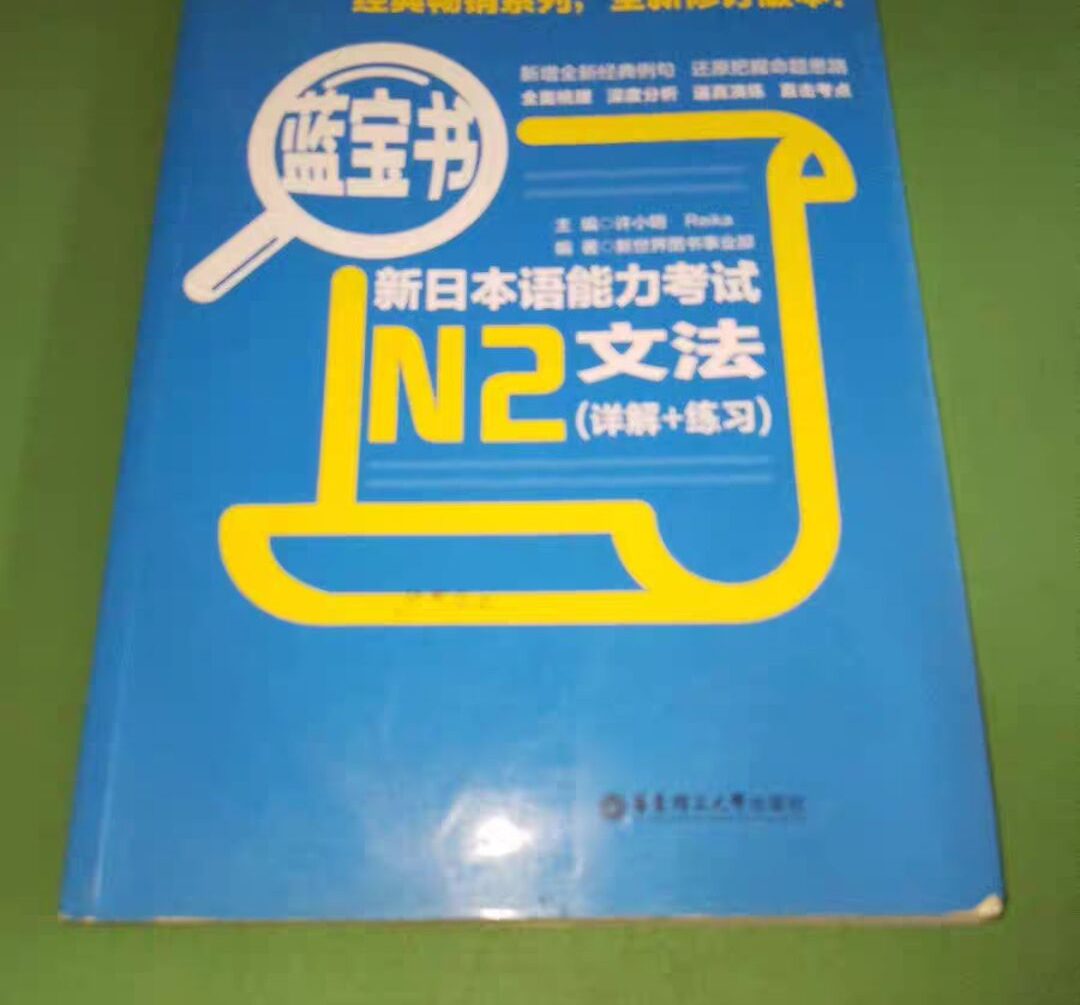 经典畅销系列，全新修订版本！
新增全新经典例句 还原把握命题思路
全面梳理 深度分析 逼真演练 直击考点
蓝宝书
主 编○许小明 Reika
编 著○新世界图书事业部
新日本语能力考试
N2文法
(详解+练习)
华东理工大学出版社